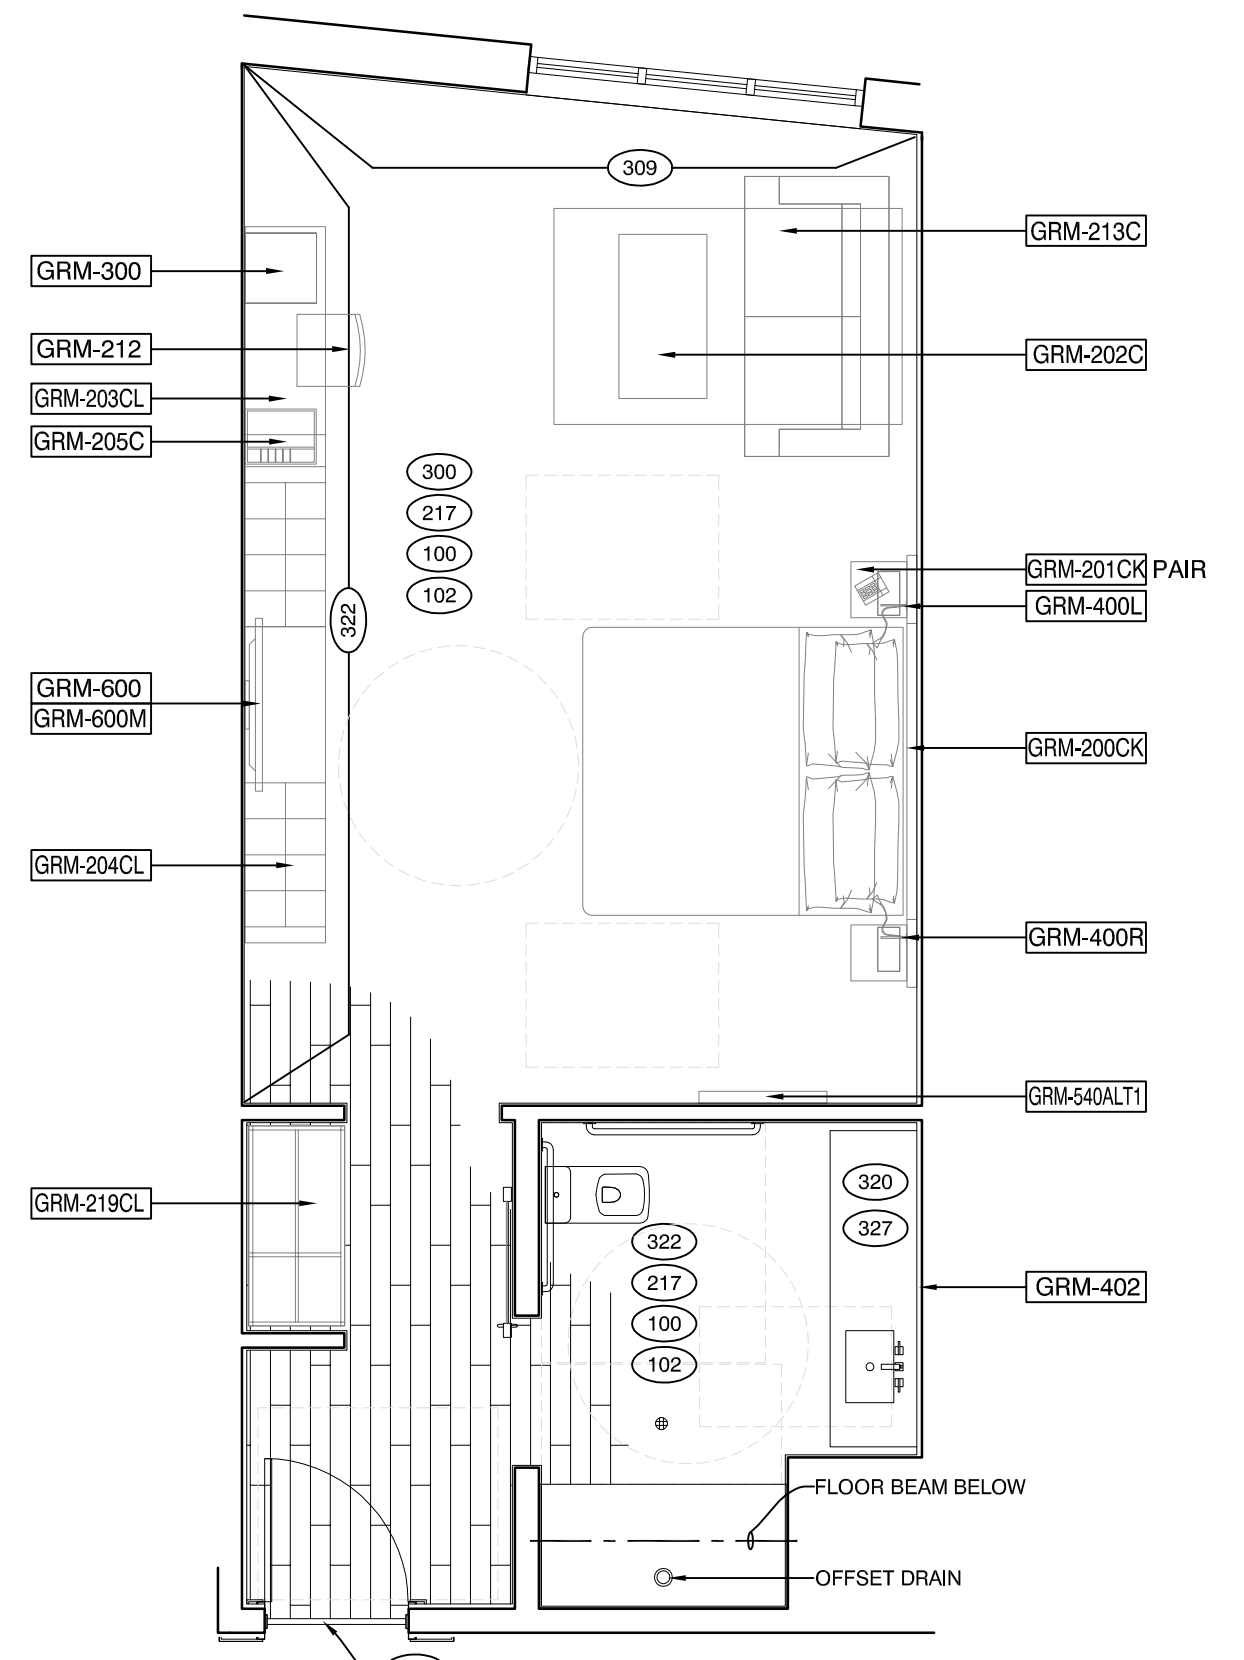 309
GRM-213C
GRM-300
GRM-212
GRM-202C
GRM-203CL
GRM-205C
300
217
100
102
GRM-201CK PAIR
GRM-400L
322
GRM-600
GRM-600M
GRM-200CK
GRM-204CL
GRM-400R
GRM-540ALT1
GRM-219CL
320
327
322
217
100
102
GRM-402
FLOOR BEAM BELOW
OFFSET DRAIN